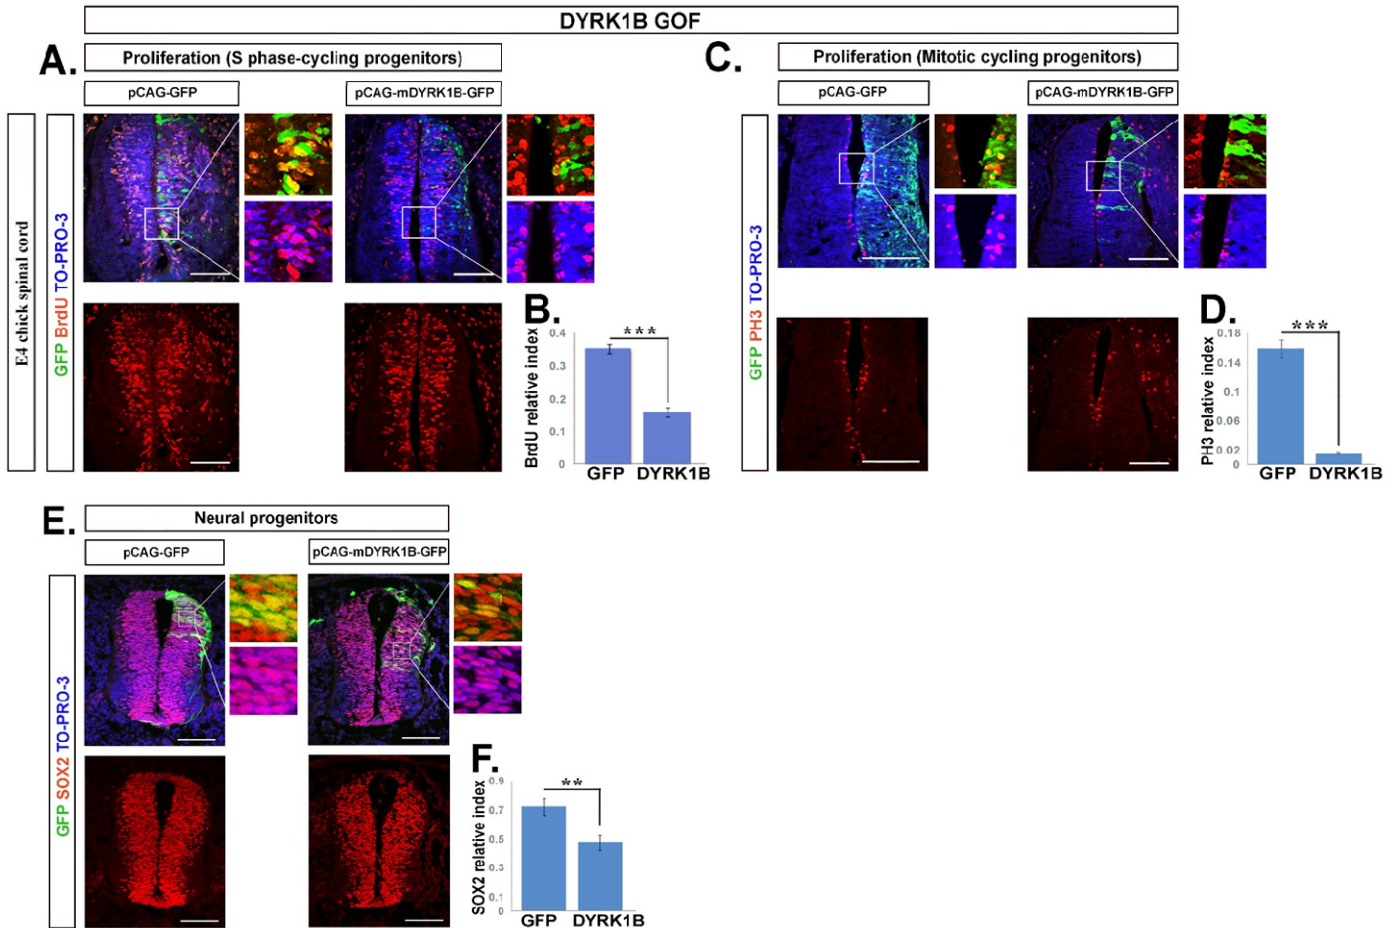 DYRK1B GOF
A.
Proliferation (S phase-cycling progenitors)
pCAG-GFP
pCAG-mDYRK1B-GFP
E4 chick spinal cord
GFP BrdU TO-PRO-3
B.
***
0.4
0.3
0.2
0.1
0
BrdU relative index
GFP DYRK1B
C.
Proliferation (Mitotic cycling progenitors)
pCAG-GFP
pCAG-mDYRK1B-GFP
GFP PH3 TO-PRO-3
D.
***
0.18
0.14
0.1
0.06
0.02
0
PH3 relative index
GFP DYRK1B
E.
Neural progenitors
pCAG-GFP
pCAG-mDYRK1B-GFP
GFP SOX2 TO-PRO-3
F.
**
0.9
0.7
0.5
0.3
0.1
0
SOX2 relative index
GFP DYRK1B